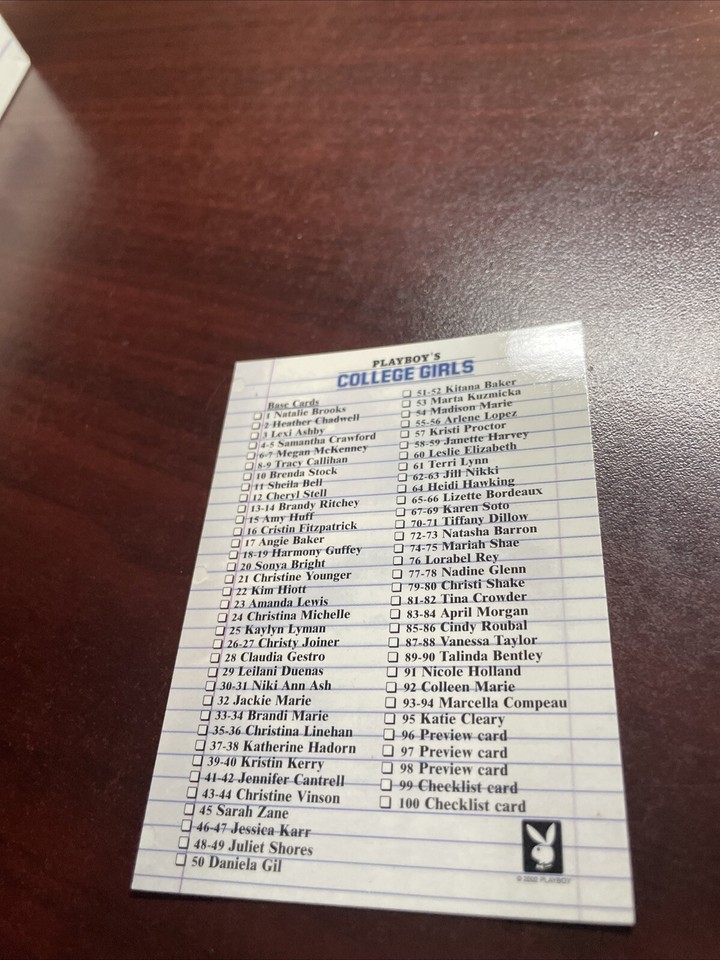 PLAYBOY'S
COLLEGE GIRLS
Base Cards
1 Natalie Brooks
2 Heather Chadwell
3 Lexi Ashby
4-5 Samantha Crawford
6-7 Megan McKenney
8-9 Tracy Callihan
10 Brenda Stock
11 Sheila Bell
12 Cheryl Stell
13-14 Brandy Ritchey
15 Amy Huff
16 Cristin Fitzpatrick
17 Angie Baker
18-19 Harmony Guffey
20 Sonya Bright
21 Christine Younger
22 Kim Hiott
23 Amanda Lewis
24 Christina Michelle
25 Kaylyn Lyman
26-27 Christy Joiner
28 Claudia Gestro
29 Leilani Duenas
30-31 Niki Ann Ash
32 Jackie Marie
33-34 Brandi Marie
35-36 Christina Linehan
37-38 Katherine Hadorn
39-40 Kristin Kerry
41-42 Jennifer Cantrell
43-44 Christine Vinson
45 Sarah Zane
46-47 Jessica Karr
48-49 Juliet Shores
50 Daniela Gil
51-52 Kitana Baker
53 Marta Kuzmicka
54 Madison Marie
55-56 Arlene Lopez
57 Kristi Proctor
58-59 Janette Harvey
60 Leslie Elizabeth
61 Terri Lynn
62-63 Jill Nikki
64 Heidi Hawking
65-66 Lizette Bordeaux
67-69 Karen Soto
70-71 Tiffany Dillow
72-73 Natasha Barron
74-75 Mariah Shae
76 Lorabel Rey
77-78 Nadine Glenn
79-80 Christi Shake
81-82 Tina Crowder
83-84 April Morgan
85-86 Cindy Roubal
87-88 Vanessa Taylor
89-90 Talinda Bentley
91 Nicole Holland
92 Colleen Marie
93-94 Marcella Compeau
95 Katie Cleary
96 Preview card
97 Preview card
98 Preview card
99 Checklist card
100 Checklist card
© 2002 PLAYBOY